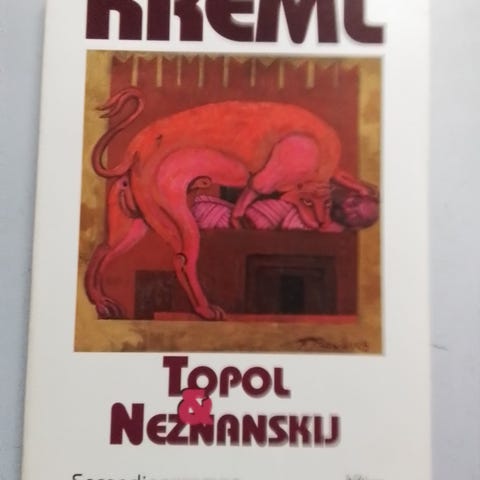 KREML
TOPOL
&
NEZNANSKIJ